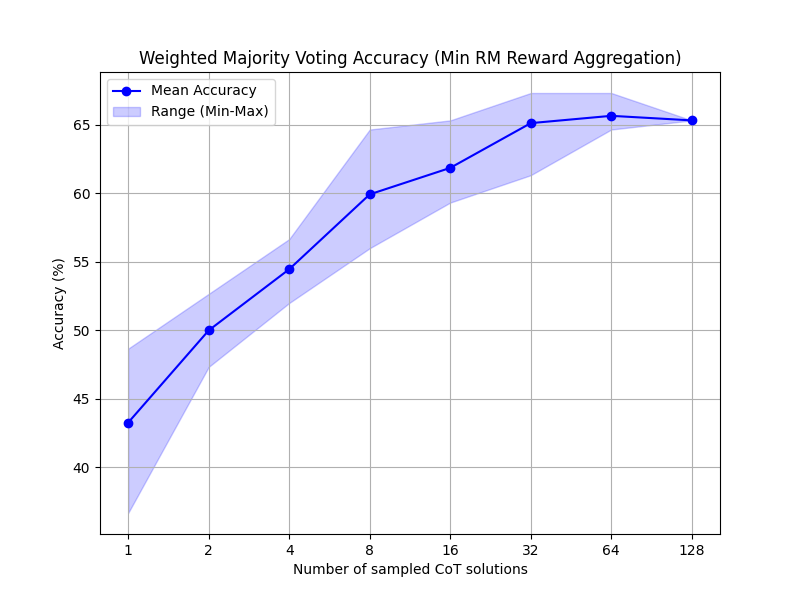 Weighted Majority Voting Accuracy (Min RM Reward Aggregation)
Mean Accuracy
Range (Min-Max)
65
60
55
50
45
40
Accuracy (%)
1 2 4 8 16 32 64 128
Number of sampled CoT solutions